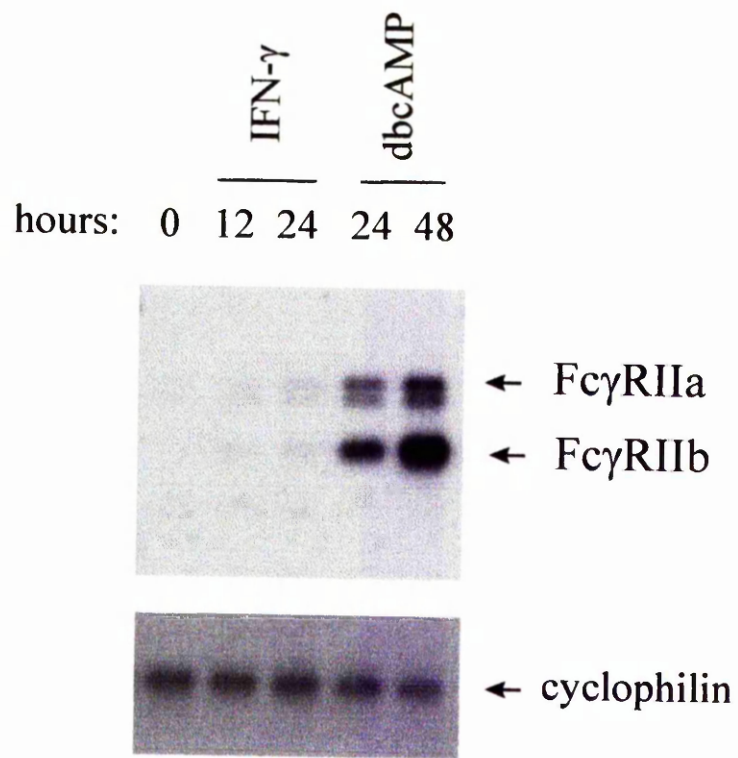 IFN-γ
dbcAMP
hours: 0 12 24 24 48
FcγRIIa
FcγRIIb
cyclophilin